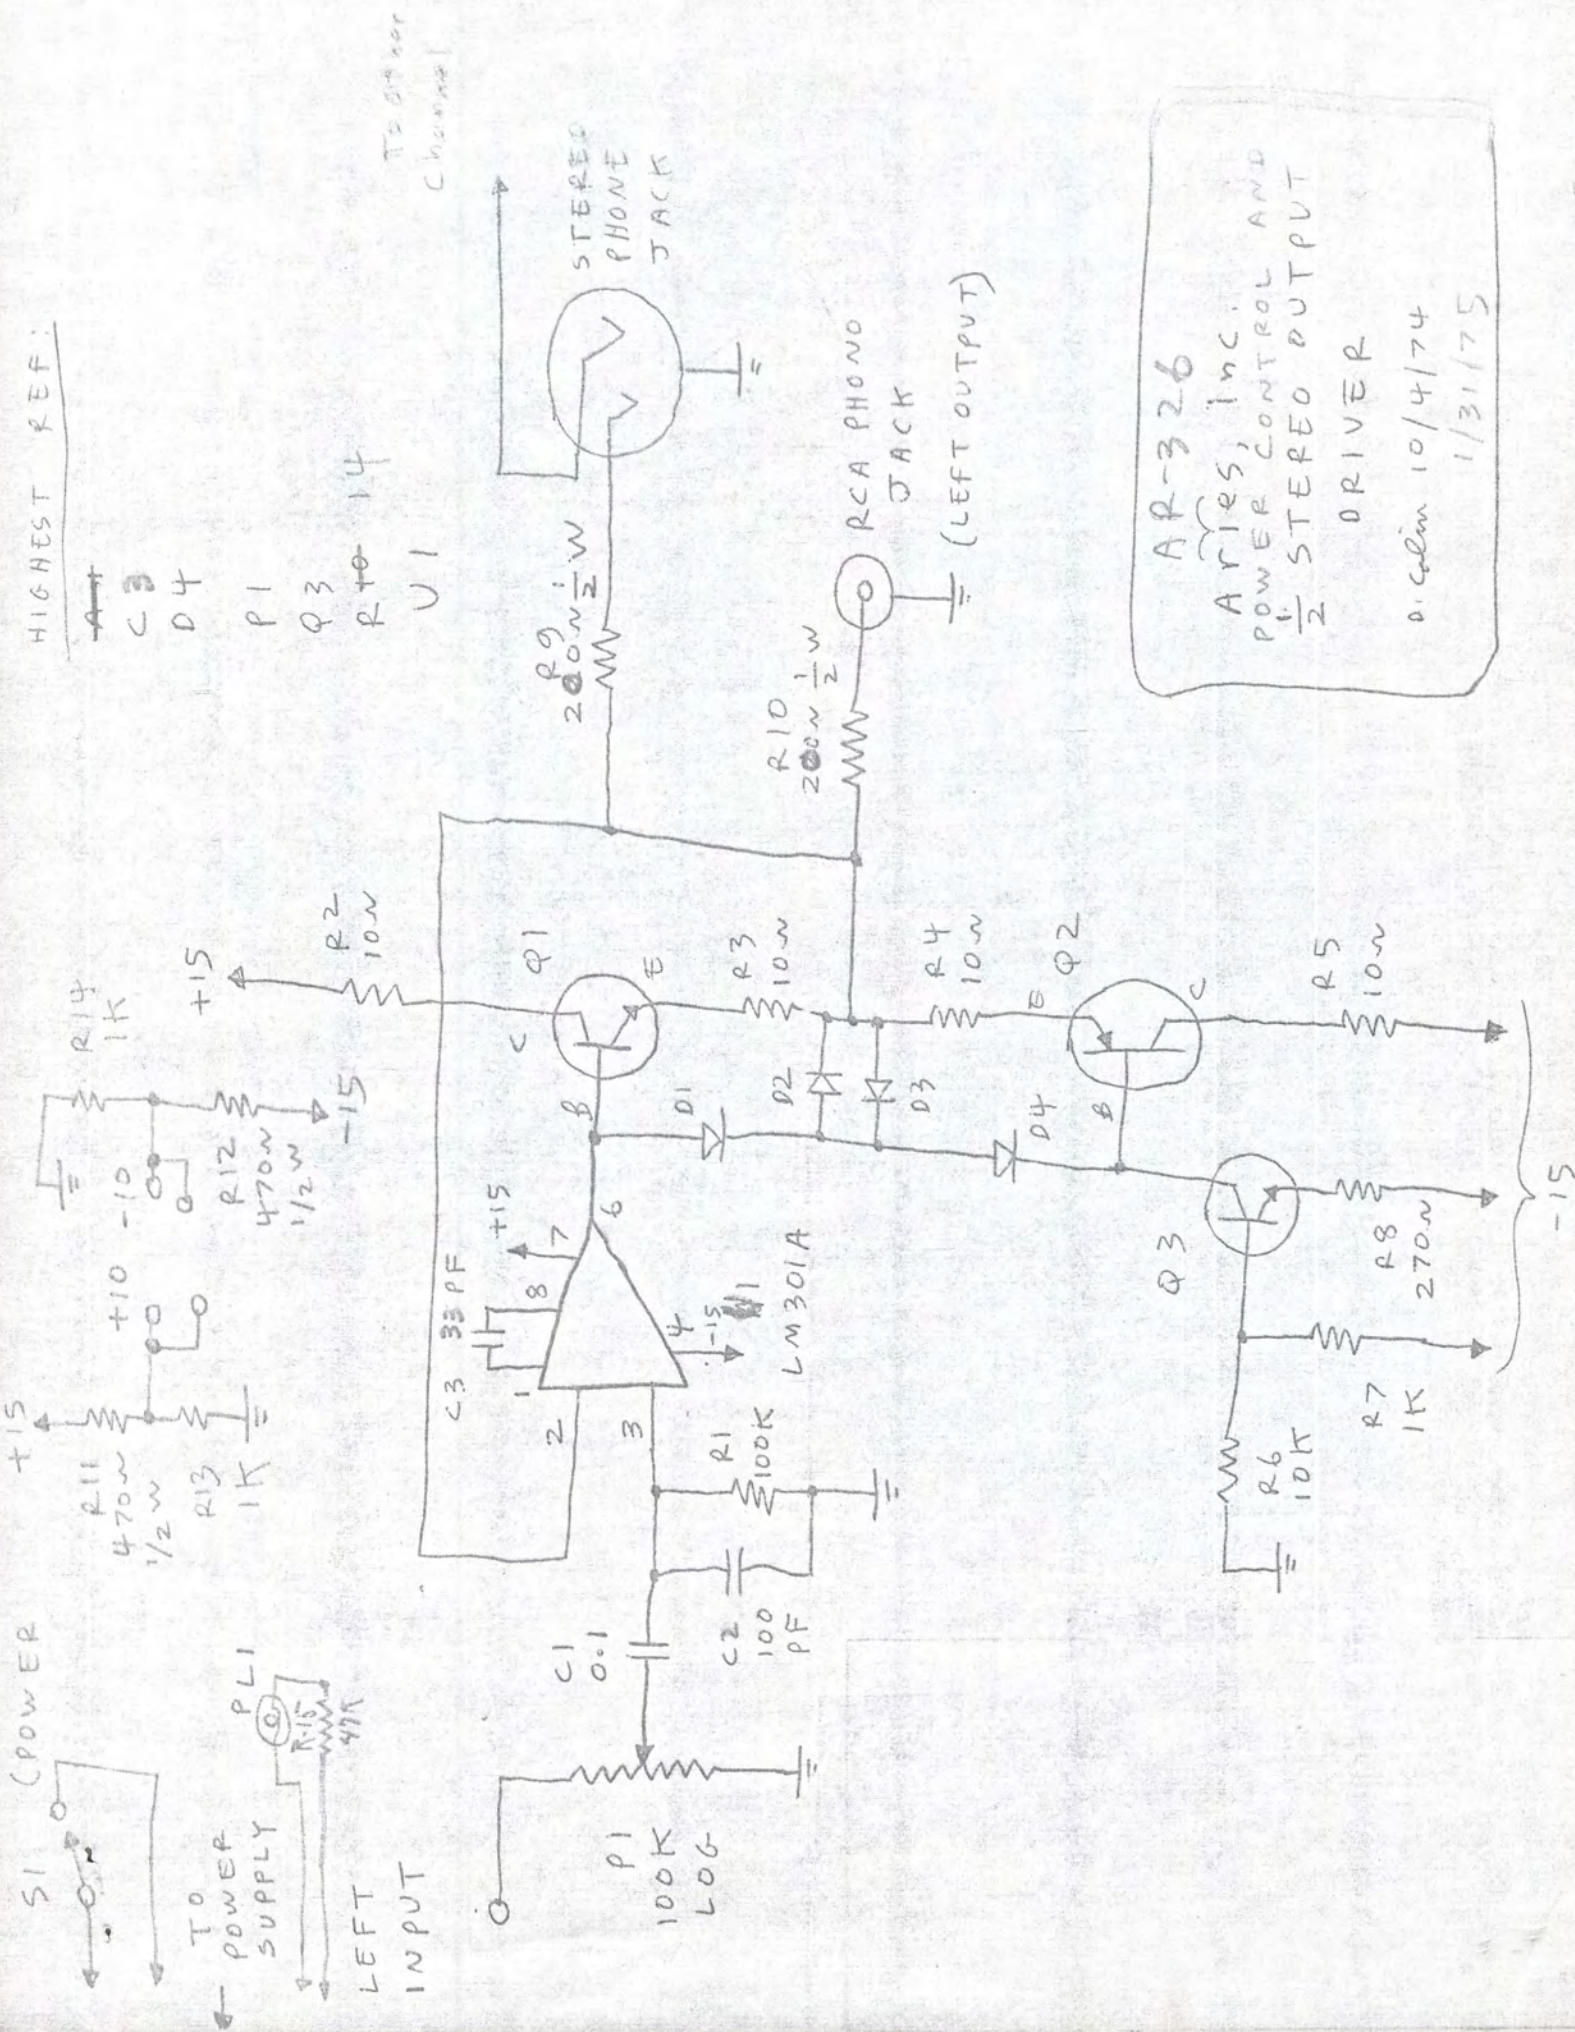 S1 (POWER
TO
POWER
SUPPLY
PL1
R15
47K
LEFT
INPUT
+15
R11
470Ω
1/2 W
R13
1K
+10
-10
R14
1K
R12
470Ω
1/2 W
-15
HIGHEST REF:
C3
D4
P1
Q3
R 14
U1
To other
Channel
P1
100K
LOG
C1
0.1
C2
100
PF
R1
100K
2
3
C3 33 PF
1
8
7
+15
6
4
-15
LM301A
B
C
E
Q1
+15
R2
10Ω
R3
10Ω
D1
D2
D3
D4
R4
10Ω
E
B
C
Q2
R5
10Ω
Q3
R6
10K
R7
1K
R8
270Ω
-15
R9
200Ω 1/2 W
STEREO
PHONE
JACK
R10
200Ω 1/2 W
RCA PHONO
JACK
(LEFT OUTPUT)
AR-326
Aries, Inc.
POWER CONTROL AND
1/2 STEREO OUTPUT
DRIVER
10/4/74
1/31/75